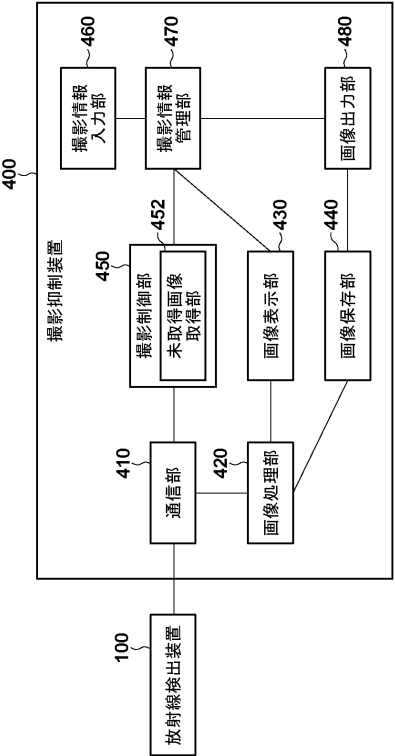 400
撮影抑制装置
100
放射線検出装置
410
通信部
450
撮影制御部
452
未取得画像
取得部
460
撮影情報
入力部
470
撮影情報
管理部
420
画像処理部
430
画像表示部
440
画像保存部
480
画像出力部